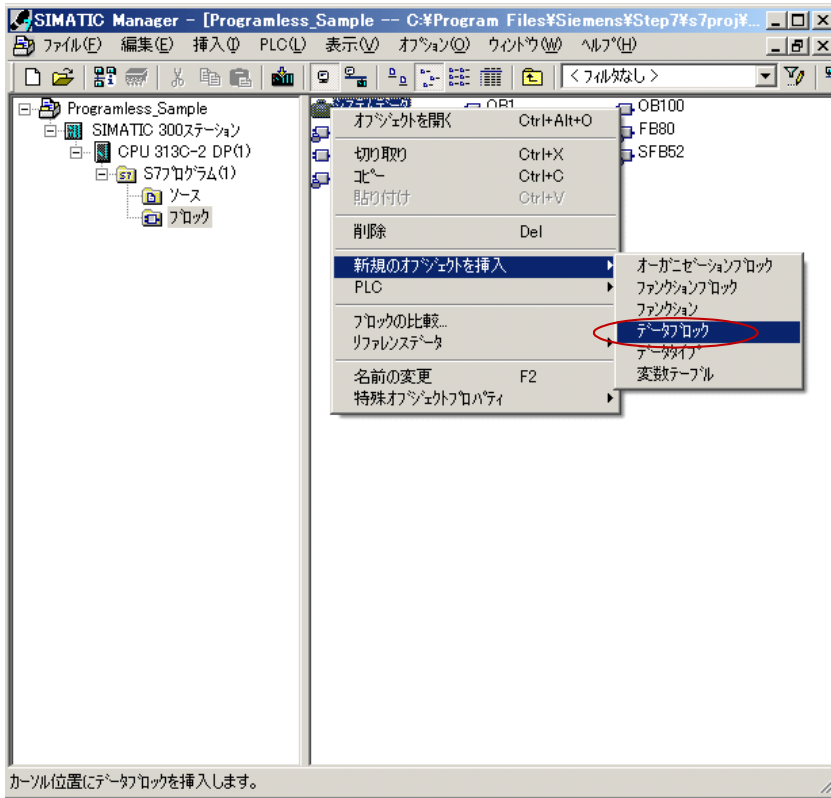 SIMATIC Manager - [Programless_Sample -- C:¥Program Files¥Siemens¥Step7¥s7proj¥...
ﾌｧｲﾙ(F) 編集(E) 挿入(I) PLC(L) 表示(V) ｵﾌﾟｼｮﾝ(O) ｳｨﾝﾄﾞｳ(W) ﾍﾙﾌﾟ(H)
< ﾌｨﾙﾀなし >
Programless_Sample
SIMATIC 300ｽﾃｰｼｮﾝ
CPU 313C-2 DP(1)
S7ﾌﾟﾛｸﾞﾗﾑ(1)
ｿｰｽ
ﾌﾞﾛｯｸ
ｼｽﾃﾑﾃﾞｰﾀ
OB1
OB100
FB80
SFB52
ｵﾌﾞｼﾞｪｸﾄを開く Ctrl+Alt+O
切り取り Ctrl+X
ｺﾋﾟｰ Ctrl+C
貼り付け Ctrl+V
削除 Del
新規のｵﾌﾞｼﾞｪｸﾄを挿入
PLC
ﾌﾞﾛｯｸの比較...
ﾘﾌｧﾚﾝｽﾃﾞｰﾀ
名前の変更 F2
特殊ｵﾌﾞｼﾞｪｸﾄﾌﾟﾛﾊﾟﾃｨ
ｵｰｶﾞﾆｾﾞｰｼｮﾝﾌﾞﾛｯｸ
ﾌｧﾝｸｼｮﾝﾌﾞﾛｯｸ
ﾌｧﾝｸｼｮﾝ
ﾃﾞｰﾀﾌﾞﾛｯｸ
ﾃﾞｰﾀﾀｲﾌﾟ
変数ﾃｰﾌﾞﾙ
ｶｰｿﾙ位置にﾃﾞｰﾀﾌﾞﾛｯｸを挿入します。